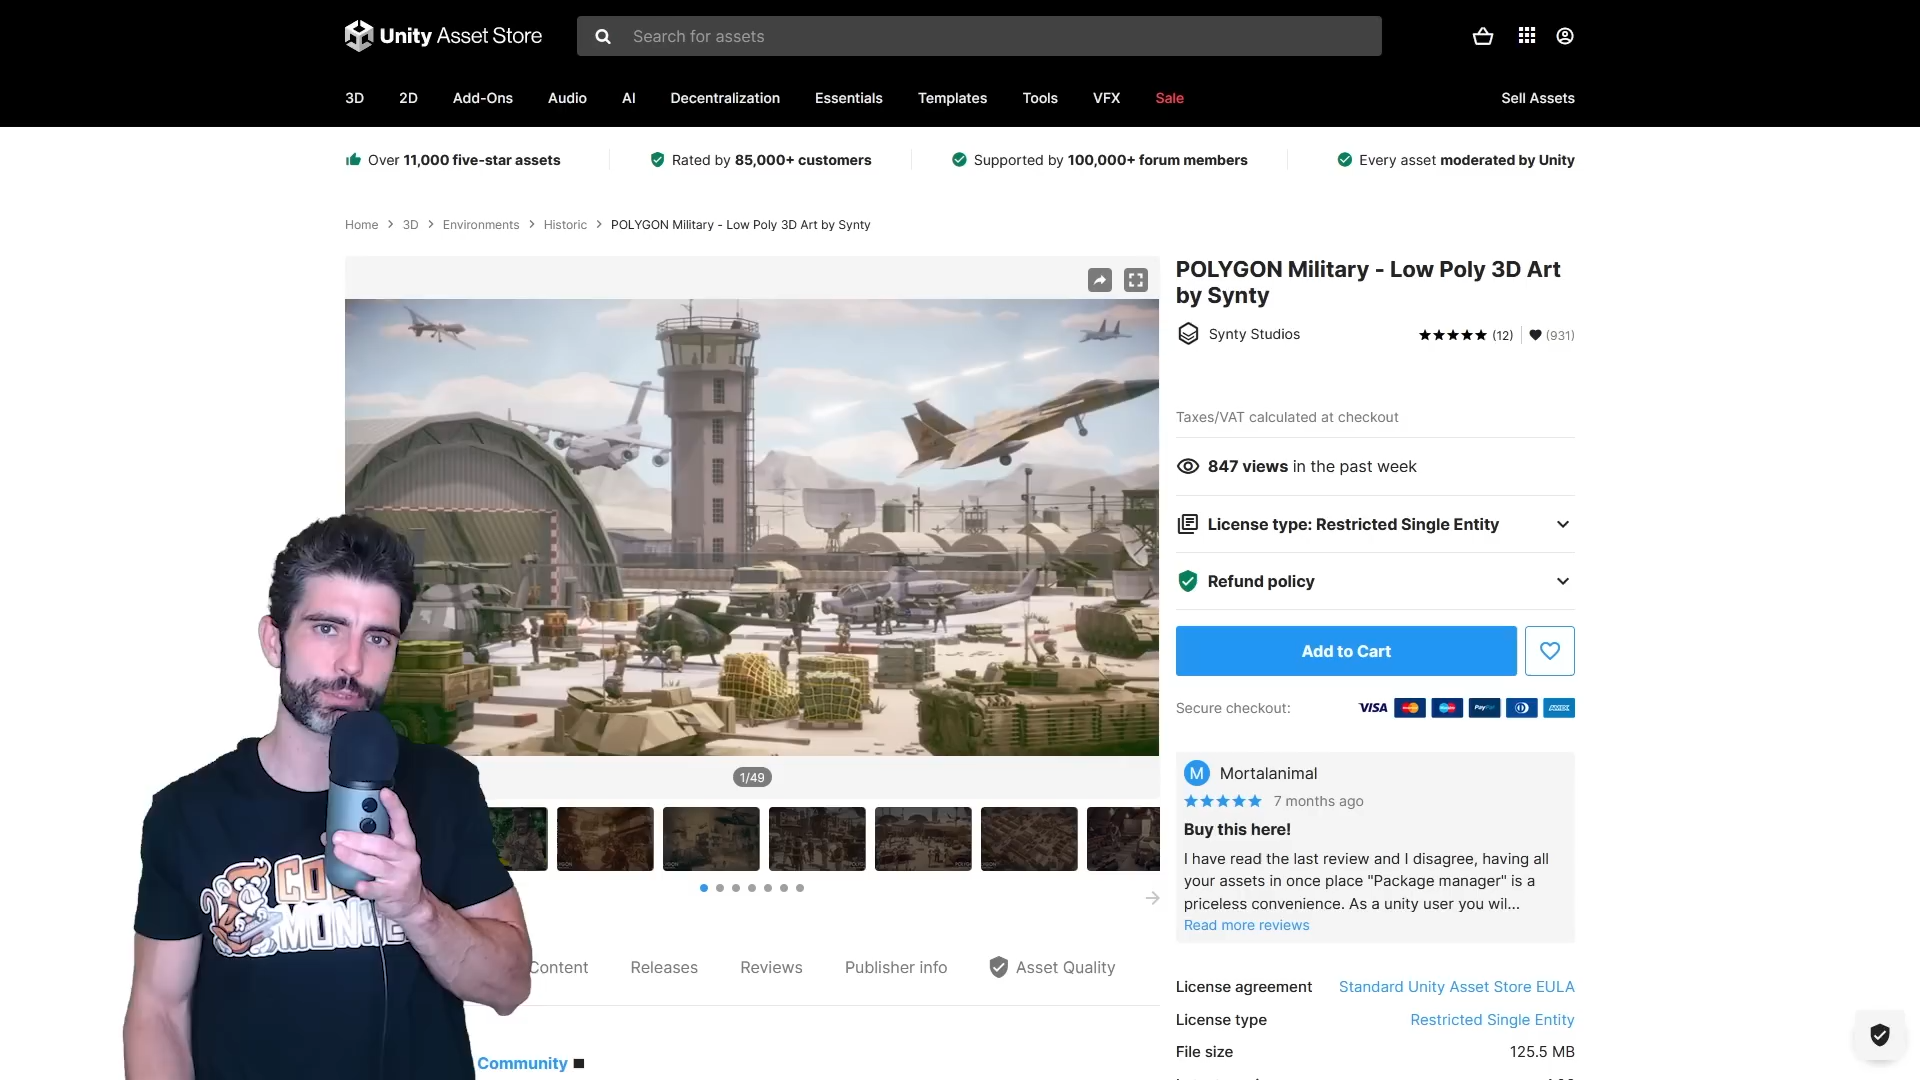 Unity Asset Store
Search for assets
3D
2D
Add-Ons
Audio
AI
Decentralization
Essentials
Templates
Tools
VFX
Sale
Sell Assets
Over 11,000 five-star assets
Rated by 85,000+ customers
Supported by 100,000+ forum members
Every asset moderated by Unity
Home > 3D > Environments > Historic > POLYGON Military - Low Poly 3D Art by Synty
POLYGON Military - Low Poly 3D Art
by Synty
Synty Studios
(12)
(931)
Taxes/VAT calculated at checkout
847 views in the past week
License type: Restricted Single Entity
Refund policy
Add to Cart
Secure checkout:
VISA
PayPal
1/49
M
Mortalanimal
7 months ago
Buy this here!
I have read the last review and I disagree, having all
your assets in once place "Package manager" is a
priceless convenience. As a unity user you wil...
Read more reviews
Content
Releases
Reviews
Publisher info
Asset Quality
License agreement
Standard Unity Asset Store EULA
License type
Restricted Single Entity
File size
125.5 MB
Community